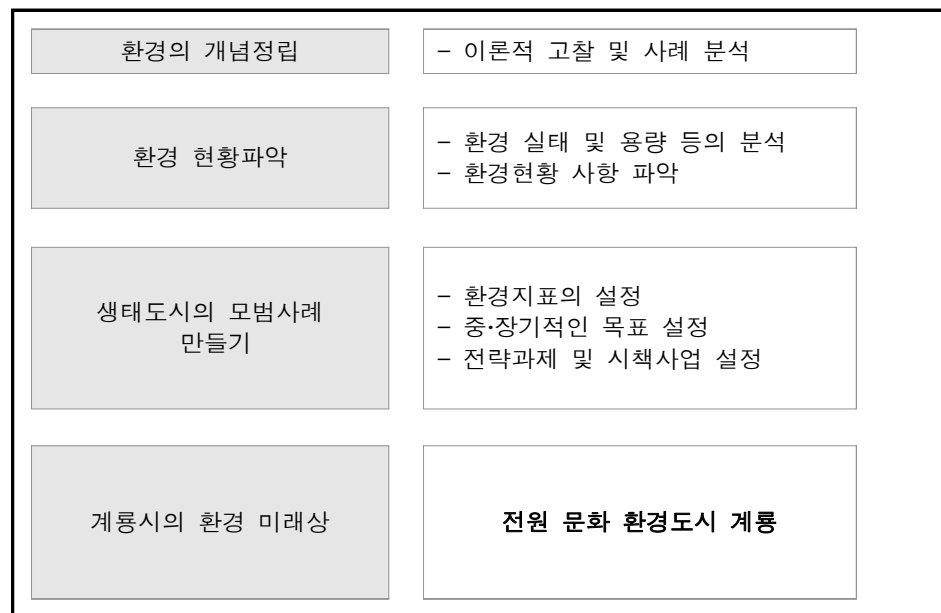 환경의 개념정립
– 이론적 고찰 및 사례 분석
환경 현황파악
– 환경 실태 및 용량 등의 분석
– 환경현황 사항 파악
생태도시의 모범사례
만들기
– 환경지표의 설정
– 중·장기적인 목표 설정
– 전략과제 및 시책사업 설정
계룡시의 환경 미래상
전원 문화 환경도시 계룡